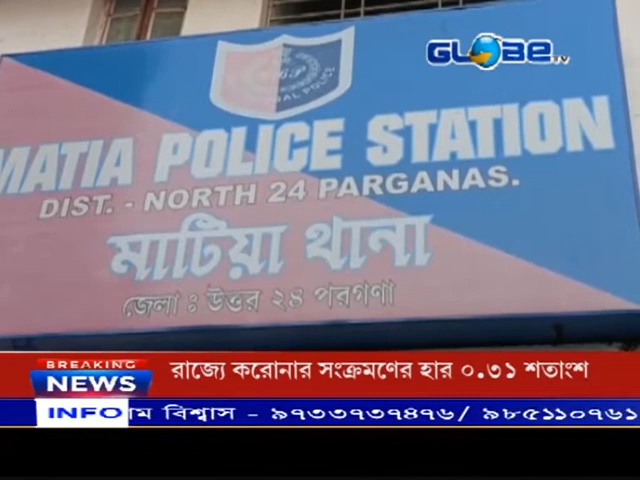 GLOBE TV
MATIA POLICE STATION
DIST. - NORTH 24 PARGANAS.
মাটিয়া থানা
জেলা : উত্তর ২৪ পরগণা
BREAKING
NEWS
রাজ্যে করোনার সংক্রমণের হার ০.৩১ শতাংশ
INFO
বিশ্বাস - ৯৭৩৩৭৩৭৪৭৬/ ৯৮৫১১০৭৬১